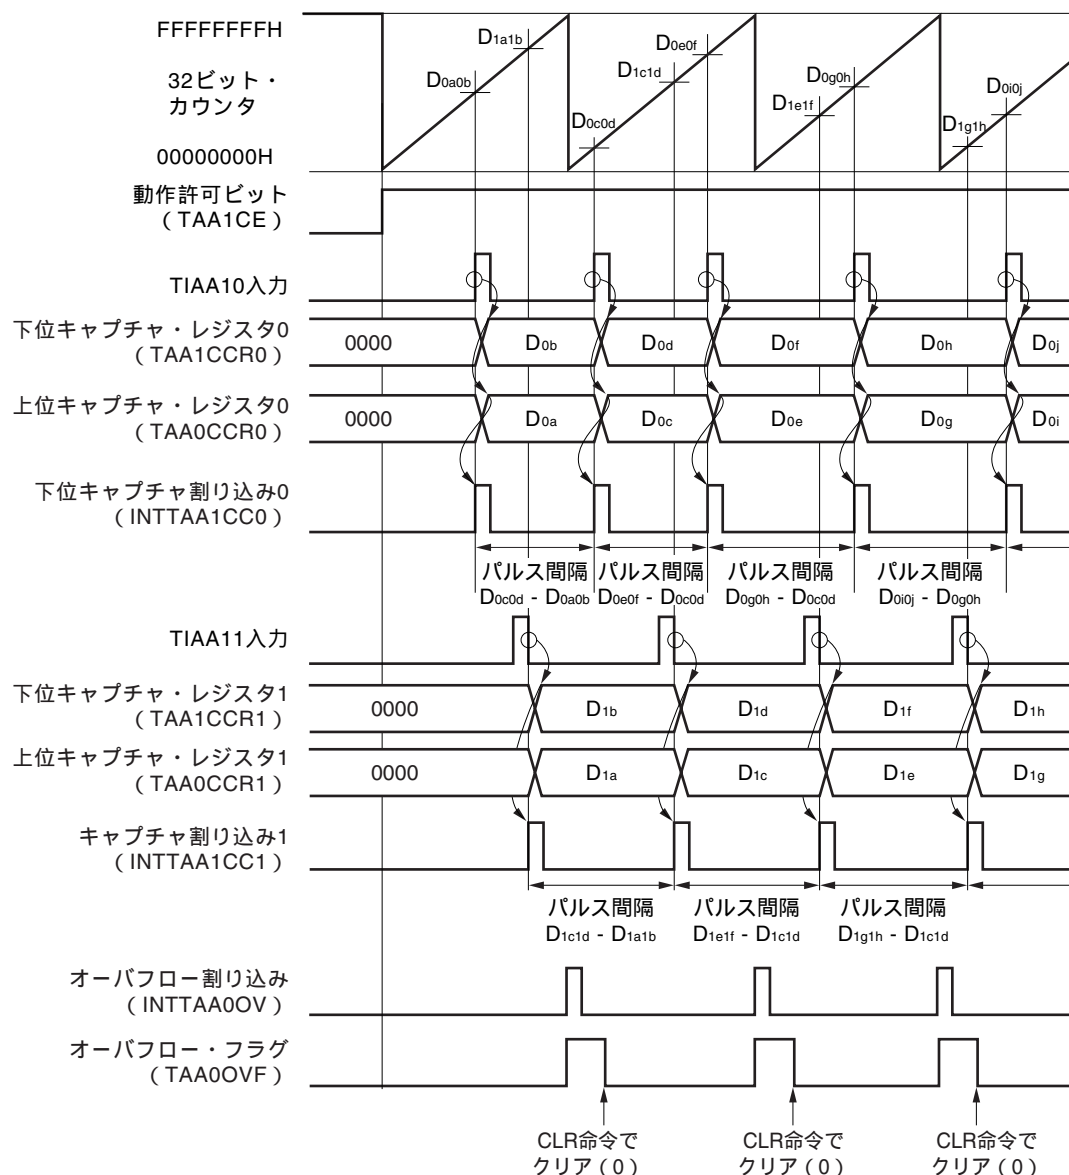 FFFFFFFFH
32ビット・
カウンタ
00000000H
D1a1b
D0a0b
D0c0d
D0e0f
D1c1d
D1e1f
D0g0h
D1g1h
D0i0j
動作許可ビット
(TAA1CE)
TIAA10入力
下位キャプチャ・レジスタ0
(TAA1CCR0)
0000 D0b D0d D0f D0h D0j
上位キャプチャ・レジスタ0
(TAA0CCR0)
0000 D0a D0c D0e D0g D0i
下位キャプチャ割り込み0
(INTTAA1CC0)
パルス間隔 パルス間隔 パルス間隔 パルス間隔
D0c0d - D0a0b D0e0f - D0c0d D0g0h - D0c0d D0i0j - D0g0h
TIAA11入力
下位キャプチャ・レジスタ1
(TAA1CCR1)
0000 D1b D1d D1f D1h
上位キャプチャ・レジスタ1
(TAA0CCR1)
0000 D1a D1c D1e D1g
キャプチャ割り込み1
(INTTAA1CC1)
パルス間隔 パルス間隔 パルス間隔
D1c1d - D1a1b D1e1f - D1c1d D1g1h - D1c1d
オーバフロー割り込み
(INTTAA0OV)
オーバフロー・フラグ
(TAA0OVF)
CLR命令で CLR命令で CLR命令で
クリア(0) クリア(0) クリア(0)